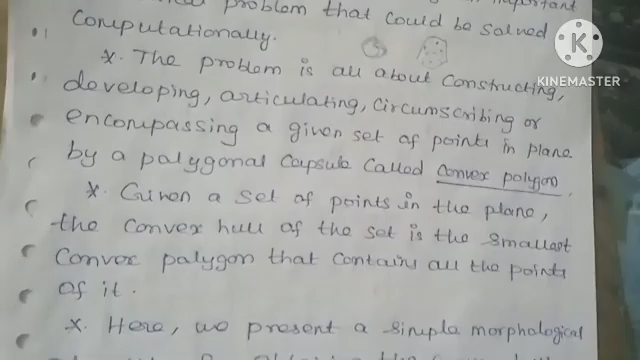 problem that could be solved
computationally.
*. The problem is all about constructing,
developing, articulating, circumscribing or
encompassing a given set of points in plane
by a polygonal capsule called convex polygon.
*. Given a set of points in the plane,
the convex hull of the set is the smallest
convex polygon that contains all the points
of it.
*. Here, we present a simple morphological
KINEMASTER